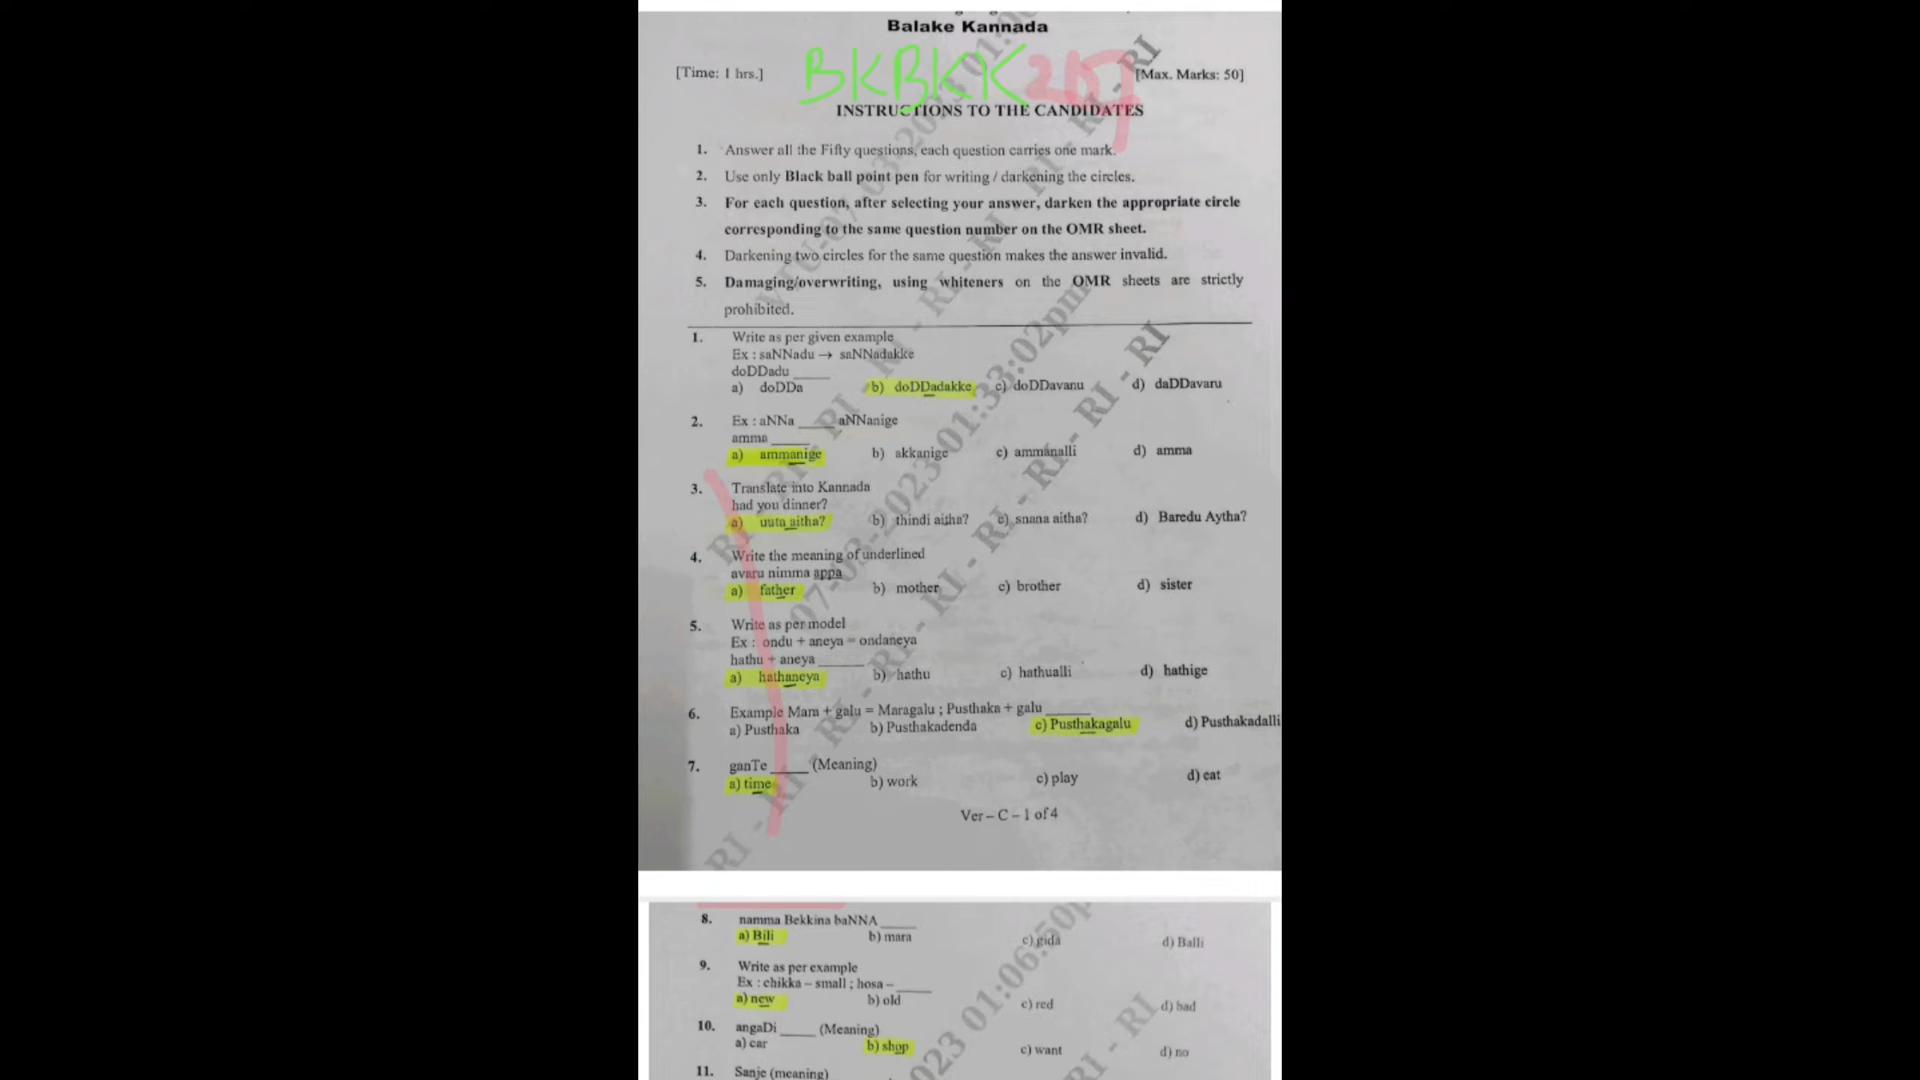 Balake Kannada
BKBKK 21
[Time: 1 hrs.] [Max. Marks: 50]
INSTRUCTIONS TO THE CANDIDATES
1. Answer all the Fifty questions, each question carries one mark.
2. Use only Black ball point pen for writing / darkening the circles.
3. For each question, after selecting your answer, darken the appropriate circle
corresponding to the same question number on the OMR sheet.
4. Darkening two circles for the same question makes the answer invalid.
5. Damaging/overwriting, using whiteners on the OMR sheets are strictly
prohibited.
1. Write as per given example
Ex : saNNadu → saNNadakke
doDDadu ____
a) doDDa b) doDDadakke c) doDDavanu d) daDDavaru
2. Ex : aNNa ____ aNNanige
amma ____
a) ammanige b) akkanige c) ammanalli d) amma
3. Translate into Kannada
had you dinner?
a) uuta aitha? b) thindi aitha? c) snana aitha? d) Baredu Aytha?
4. Write the meaning of underlined
avaru nimma appa
a) father b) mother c) brother d) sister
5. Write as per model
Ex : ondu + aneya = ondaneya
hathu + aneya ____
a) hathaneya b) hathu c) hathualli d) hathige
6. Example Mara + galu = Maragalu ; Pusthaka + galu ____
a) Pusthaka b) Pusthakadenda c) Pusthakagalu d) Pusthakadalli
7. ganTe ____ (Meaning)
a) time b) work c) play d) eat
Ver – C – 1 of 4
8. namma Bekkina baNNA ____
a) Bili b) mara c) gida d) Balli
9. Write as per example
Ex : chikka – small ; hosa – ____
a) new b) old c) red d) bad
10. angaDi ____ (Meaning)
a) car b) shop c) want d) no
11. Sanje (meaning)